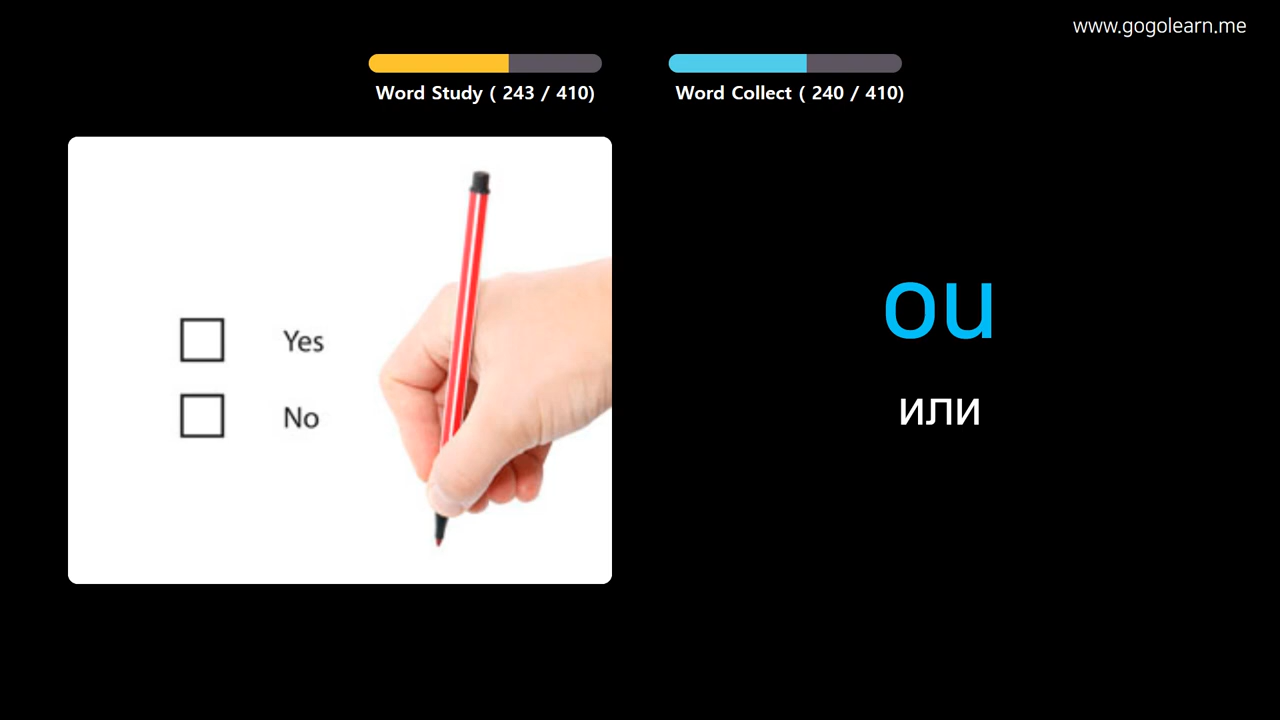 www.gogolearn.me
Word Study ( 243 / 410)
Word Collect ( 240 / 410)
Yes
No
ou
или